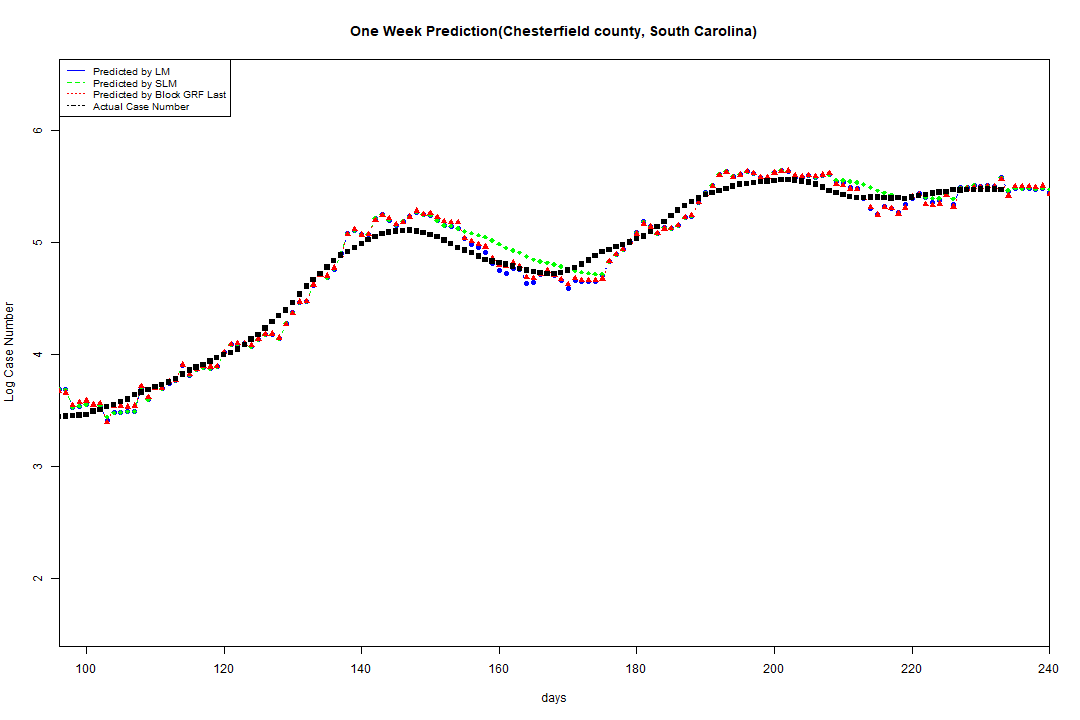 One Week Prediction(Chesterfield county, South Carolina)
Predicted by LM
Predicted by SLM
Predicted by Block GRF Last
Actual Case Number
6
5
4
3
2
Log Case Number
100 120 140 160 180 200 220 240
days